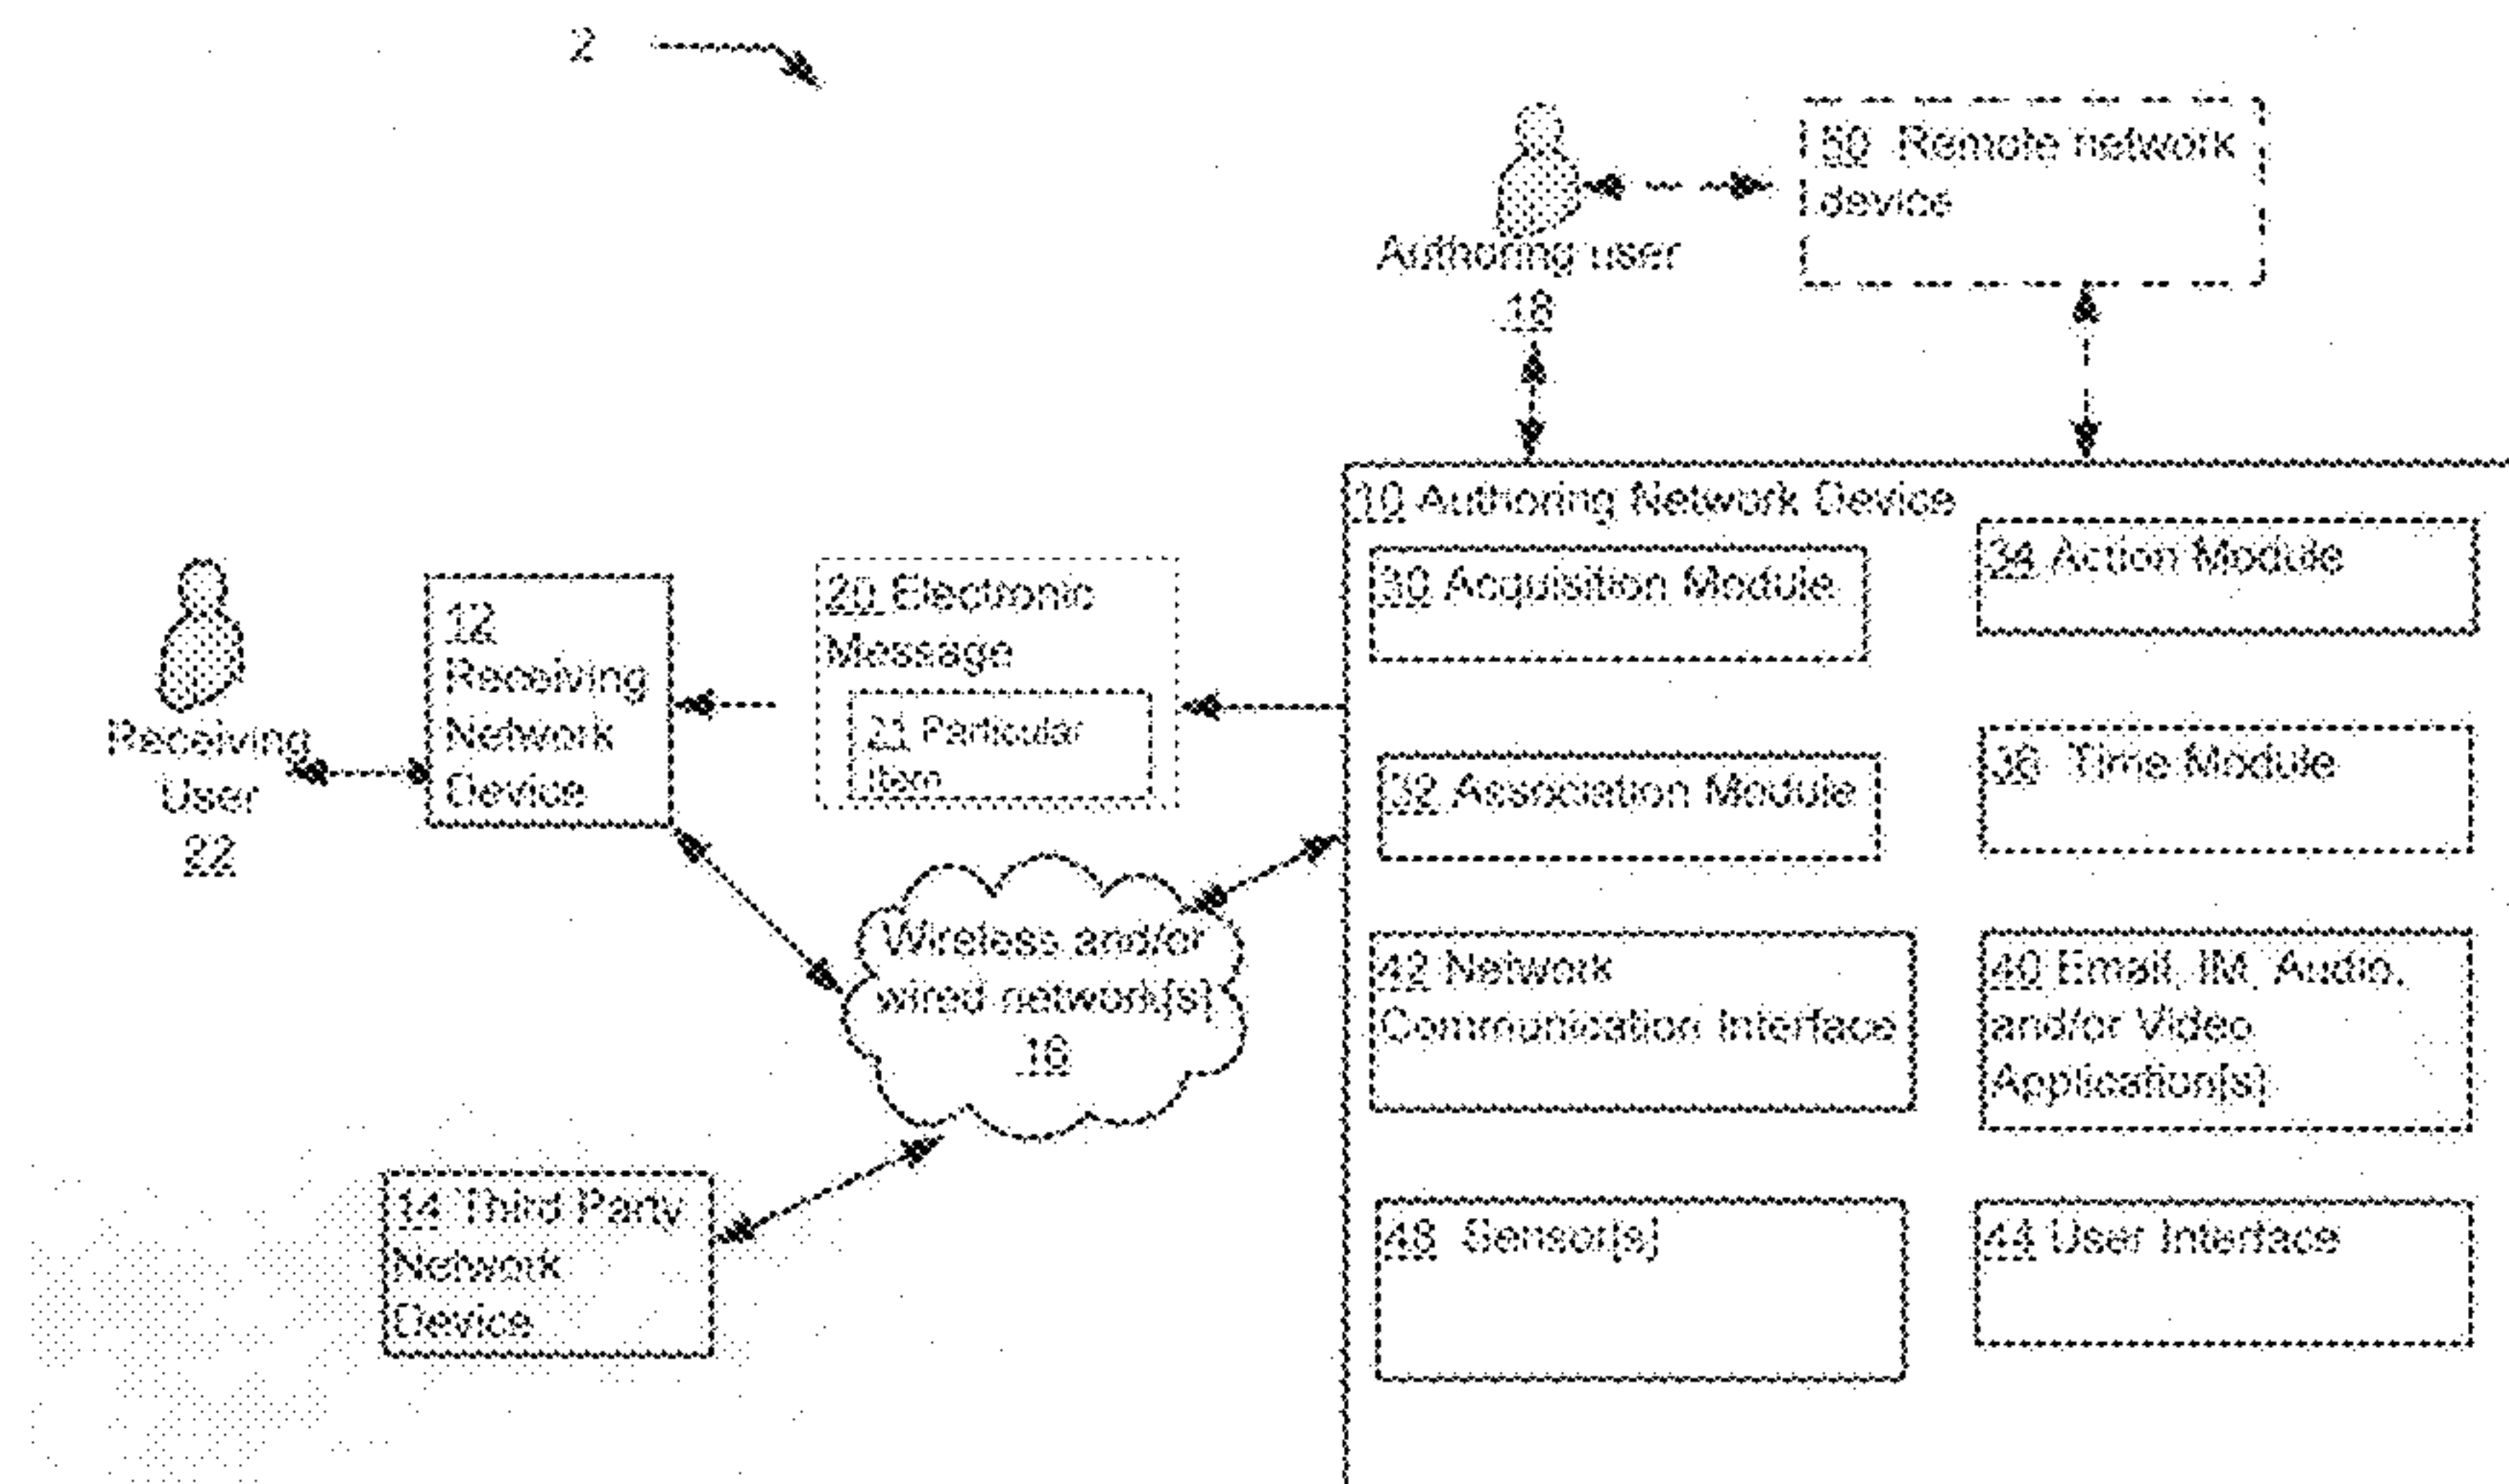 2
50 Remote network
device
Authoring user
18
10 Authoring Network Device
30 Acquisition Module
34 Action Module
32 Association Module
Time Module
42 Network
Communication Interface
40 Email, IM, Audio,
and/or Video
Application[s]
48 Sensor[s]
44 User Interface
20 Electronic
Message
21 Particular
Item
12
Receiving
Network
Device
Receiving
User
22
Wireless and/or
wired network[s]
16
14 Third Party
Network
Device